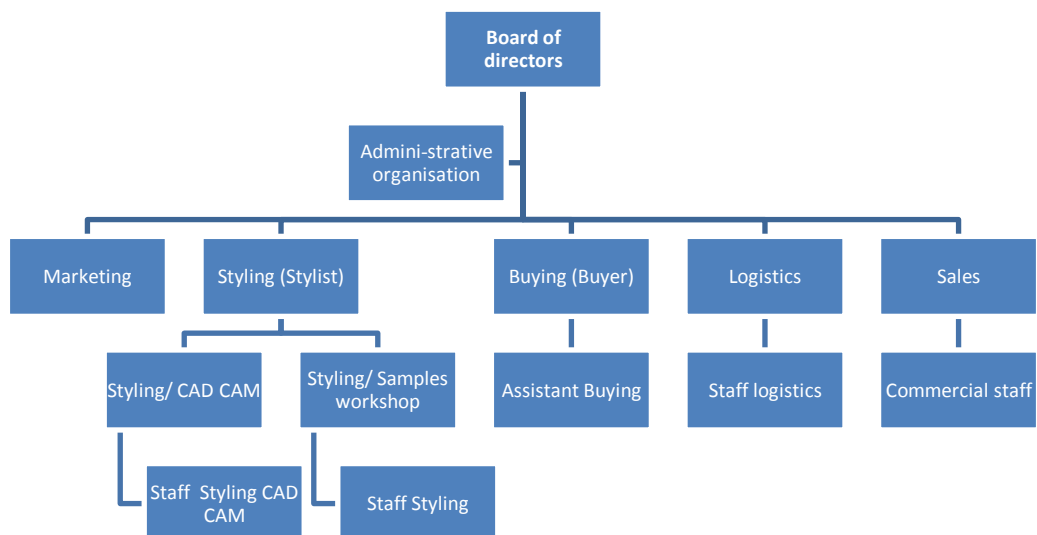 Board of
directors
Admini-strative
organisation
Marketing
Styling (Stylist)
Buying (Buyer)
Logistics
Sales
Styling/ CAD CAM
Styling/ Samples
workshop
Assistant Buying
Staff logistics
Commercial staff
Staff  Styling CAD
CAM
Staff Styling